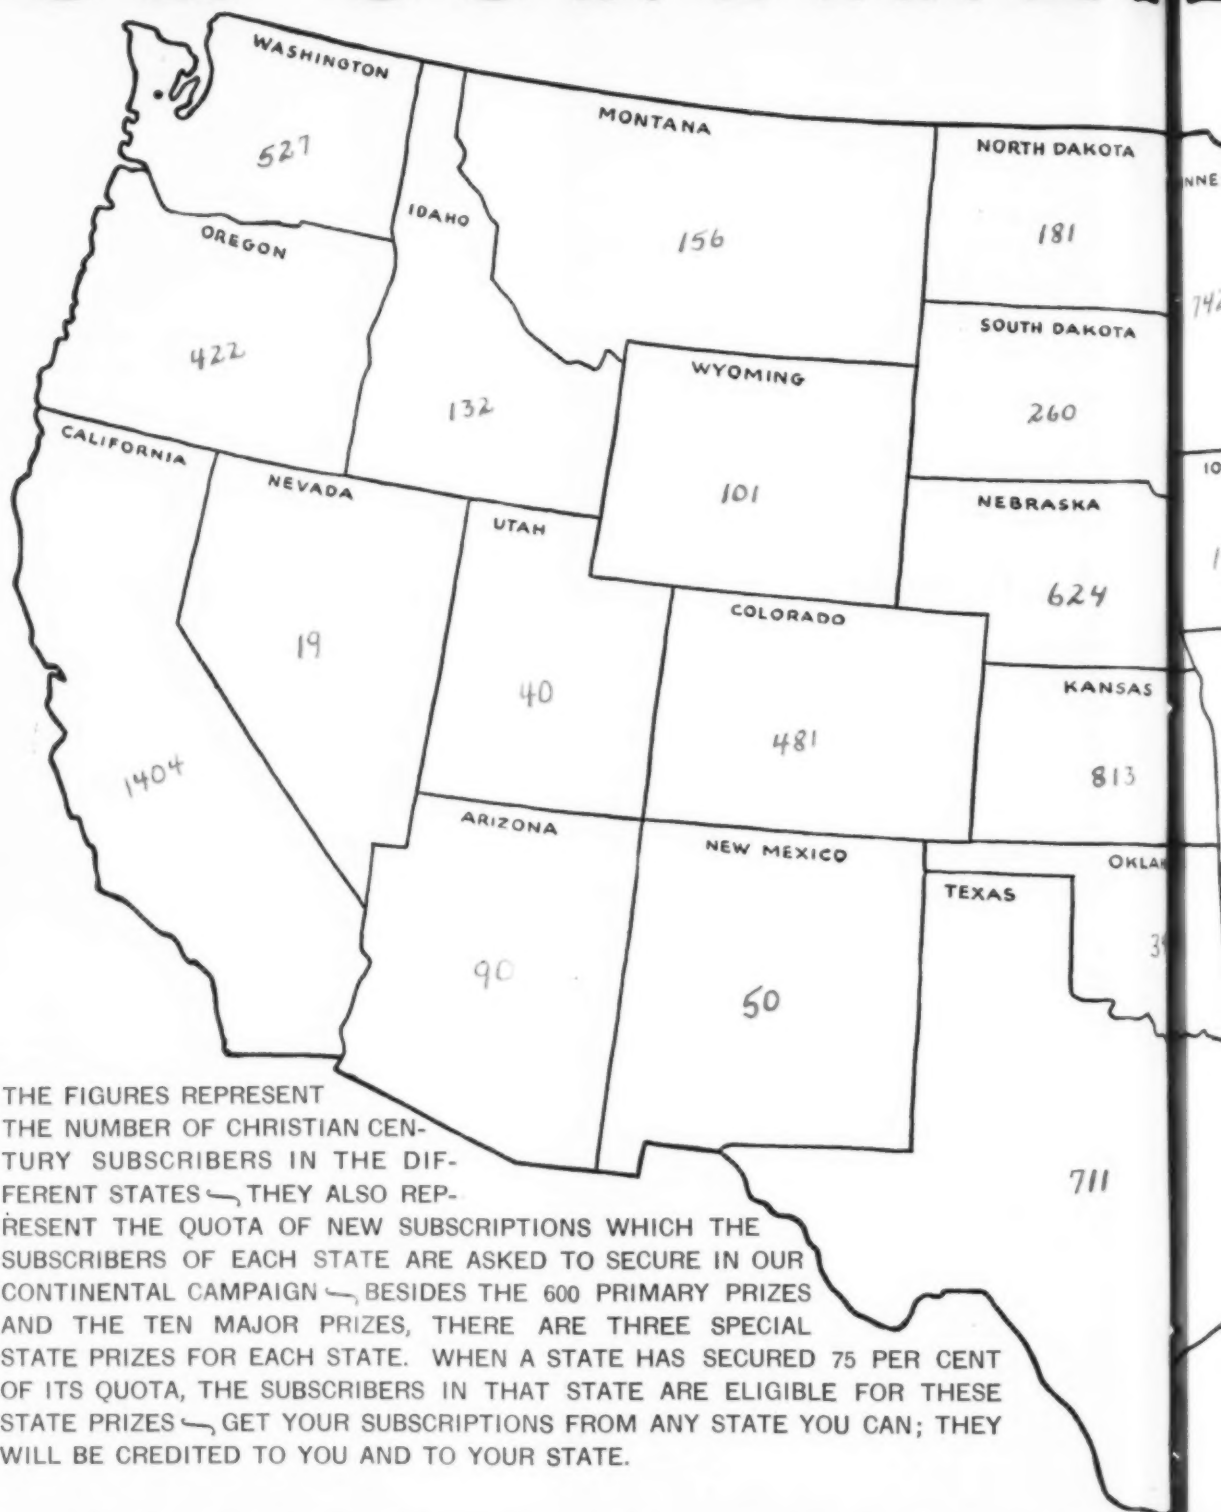 WASHINGTON
527
MONTANA
156
NORTH DAKOTA
181
IDAHO
132
OREGON
422
SOUTH DAKOTA
260
WYOMING
101
CALIFORNIA
1404
NEVADA
19
UTAH
40
NEBRASKA
624
COLORADO
481
KANSAS
813
ARIZONA
90
NEW MEXICO
50
TEXAS
711
THE FIGURES REPRESENT
THE NUMBER OF CHRISTIAN CEN-
TURY SUBSCRIBERS IN THE DIF-
FERENT STATES THEY ALSO REP-
RESENT THE QUOTA OF NEW SUBSCRIPTIONS WHICH THE
SUBSCRIBERS OF EACH STATE ARE ASKED TO SECURE IN OUR
CONTINENTAL CAMPAIGN BESIDES THE 600 PRIMARY PRIZES
AND THE TEN MAJOR PRIZES, THERE ARE THREE SPECIAL
STATE PRIZES FOR EACH STATE. WHEN A STATE HAS SECURED 75 PER CENT
OF ITS QUOTA, THE SUBSCRIBERS IN THAT STATE ARE ELIGIBLE FOR THESE
STATE PRIZES GET YOUR SUBSCRIPTIONS FROM ANY STATE YOU CAN; THEY
WILL BE CREDITED TO YOU AND TO YOUR STATE.